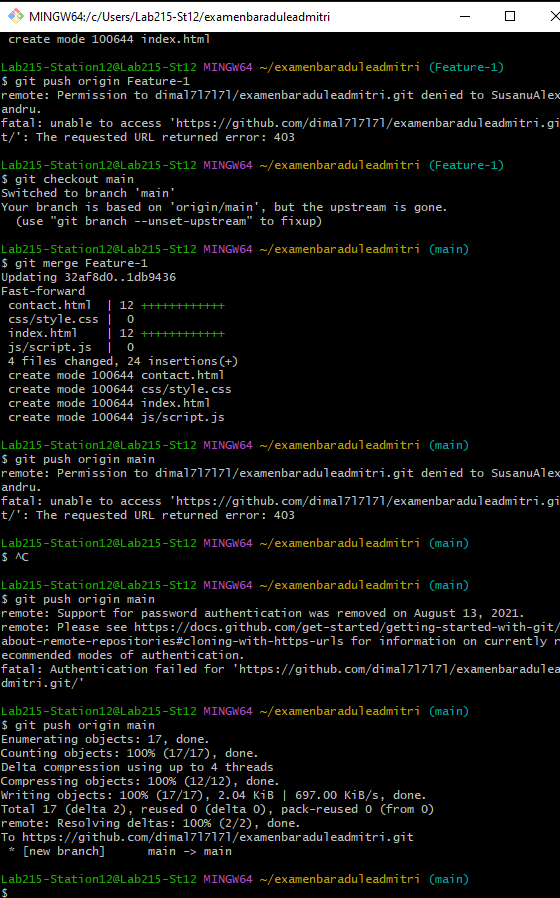 MINGW64:/c/Users/Lab215-St12/examenbaraduleadmitri
create mode 100644 index.html
Lab215-Station12@Lab215-St12 MINGW64 ~/examenbaraduleadmitri (Feature-1)
$ git push origin Feature-1
remote: Permission to dimal7l7l7l/examenbaraduleadmitri.git denied to SusanuAlex
andru.
fatal: unable to access 'https://github.com/dimal7l7l7l/examenbaraduleadmitri.gi
t/': The requested URL returned error: 403
Lab215-Station12@Lab215-St12 MINGW64 ~/examenbaraduleadmitri (Feature-1)
$ git checkout main
Switched to branch 'main'
Your branch is based on 'origin/main', but the upstream is gone.
(use "git branch --unset-upstream" to fixup)
Lab215-Station12@Lab215-St12 MINGW64 ~/examenbaraduleadmitri (main)
$ git merge Feature-1
Updating 32af8d0..1db9436
Fast-forward
contact.html | 12 ++++++++++++
css/style.css | 0
index.html | 12 ++++++++++++
js/script.js | 0
4 files changed, 24 insertions(+)
create mode 100644 contact.html
create mode 100644 css/style.css
create mode 100644 index.html
create mode 100644 js/script.js
Lab215-Station12@Lab215-St12 MINGW64 ~/examenbaraduleadmitri (main)
$ git push origin main
remote: Permission to dimal7l7l7l/examenbaraduleadmitri.git denied to SusanuAlex
andru.
fatal: unable to access 'https://github.com/dimal7l7l7l/examenbaraduleadmitri.gi
t/': The requested URL returned error: 403
Lab215-Station12@Lab215-St12 MINGW64 ~/examenbaraduleadmitri (main)
$ ^C
Lab215-Station12@Lab215-St12 MINGW64 ~/examenbaraduleadmitri (main)
$ git push origin main
remote: Support for password authentication was removed on August 13, 2021.
remote: Please see https://docs.github.com/get-started/getting-started-with-git/
about-remote-repositories#cloning-with-https-urls for information on currently r
ecommended modes of authentication.
fatal: Authentication failed for 'https://github.com/dimal7l7l7l/examenbaradulea
dmitri.git/'
Lab215-Station12@Lab215-St12 MINGW64 ~/examenbaraduleadmitri (main)
$ git push origin main
Enumerating objects: 17, done.
Counting objects: 100% (17/17), done.
Delta compression using up to 4 threads
Compressing objects: 100% (12/12), done.
Writing objects: 100% (17/17), 2.04 KiB | 697.00 KiB/s, done.
Total 17 (delta 2), reused 0 (delta 0), pack-reused 0 (from 0)
remote: Resolving deltas: 100% (2/2), done.
To https://github.com/dimal7l7l7l/examenbaraduleadmitri.git
* [new branch] main -> main
Lab215-Station12@Lab215-St12 MINGW64 ~/examenbaraduleadmitri (main)
$